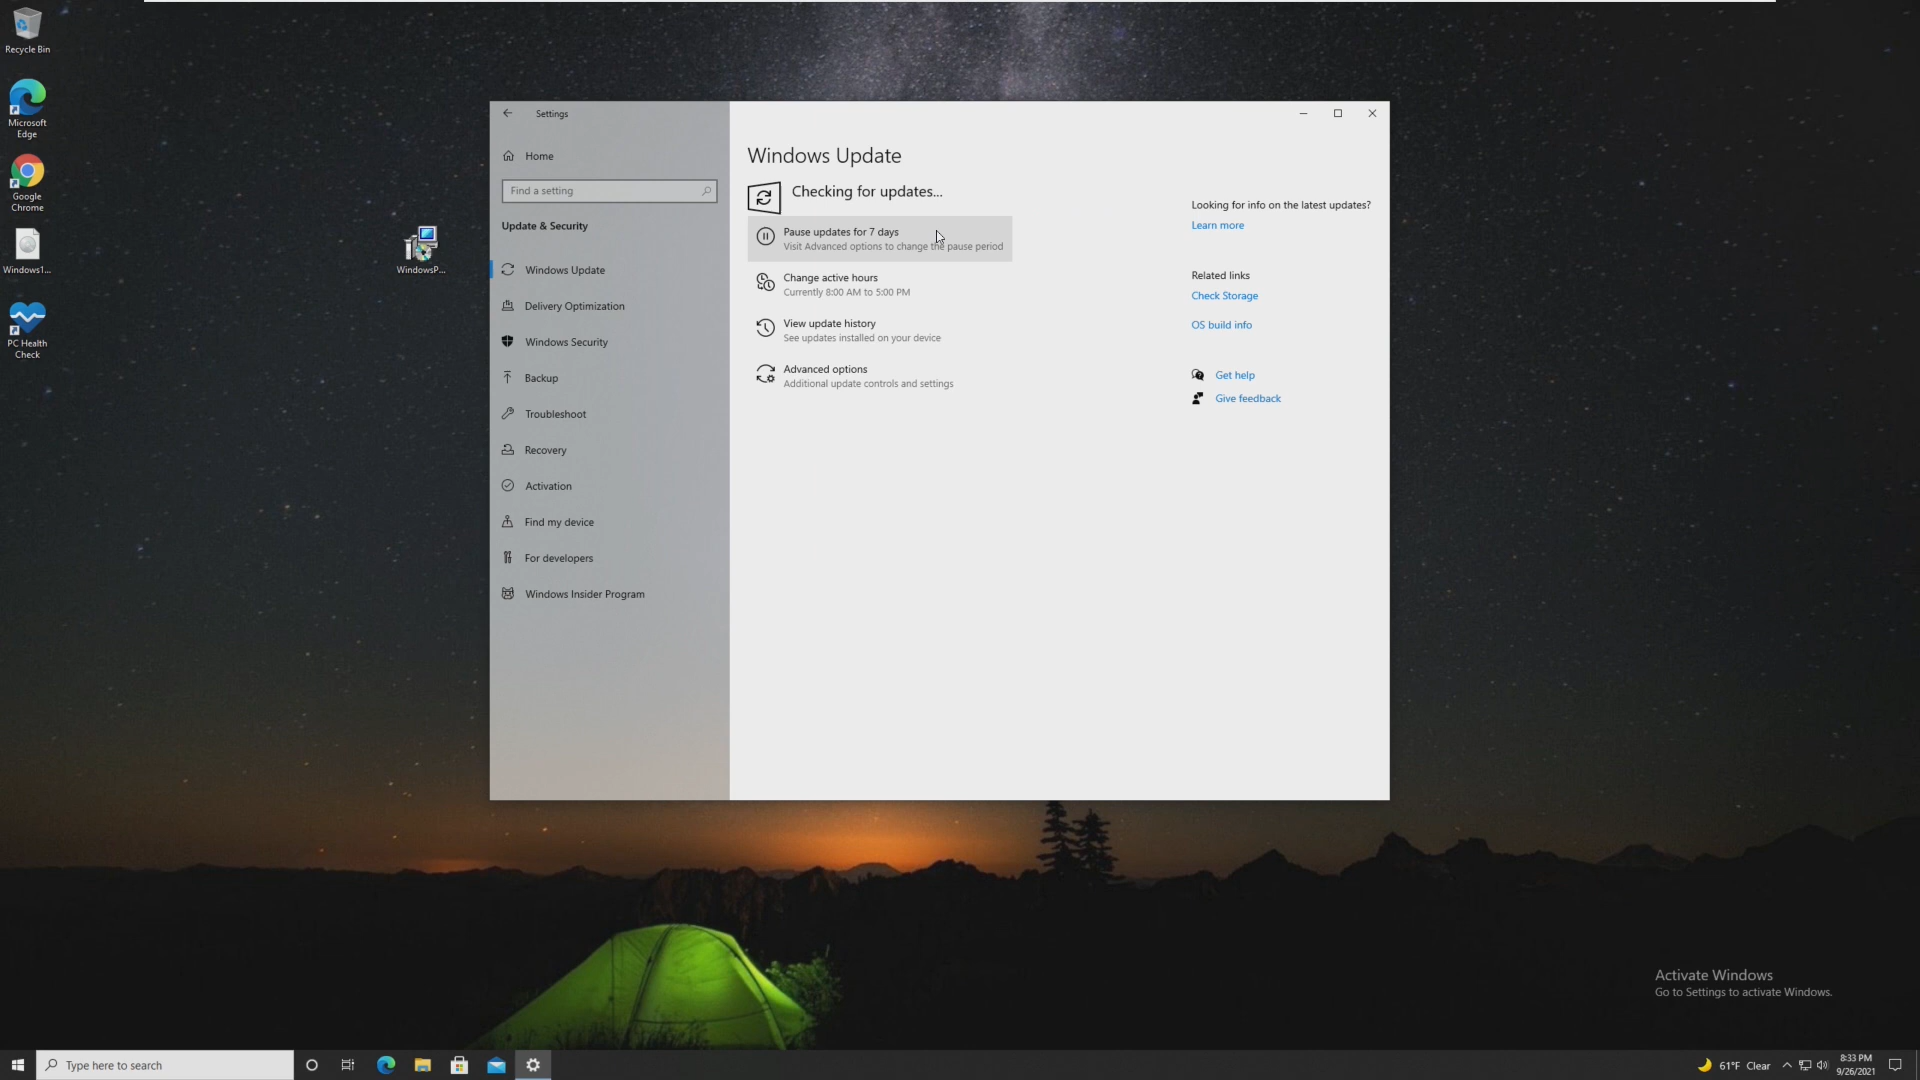 Recycle Bin
Microsoft
Edge
Google
Chrome
Windows1...
PC Health
Check
WindowsP...
Settings
Home
Find a setting
Update & Security
Windows Update
Delivery Optimization
Windows Security
Backup
Troubleshoot
Recovery
Activation
Find my device
For developers
Windows Insider Program
Windows Update
Checking for updates...
Pause updates for 7 days
Visit Advanced options to change the pause period
Change active hours
Currently 8:00 AM to 5:00 PM
View update history
See updates installed on your device
Advanced options
Additional update controls and settings
Looking for info on the latest updates?
Learn more
Related links
Check Storage
OS build info
Get help
Give feedback
Activate Windows
Go to Settings to activate Windows.
Type here to search
61°F Clear
8:33 PM
9/26/2021